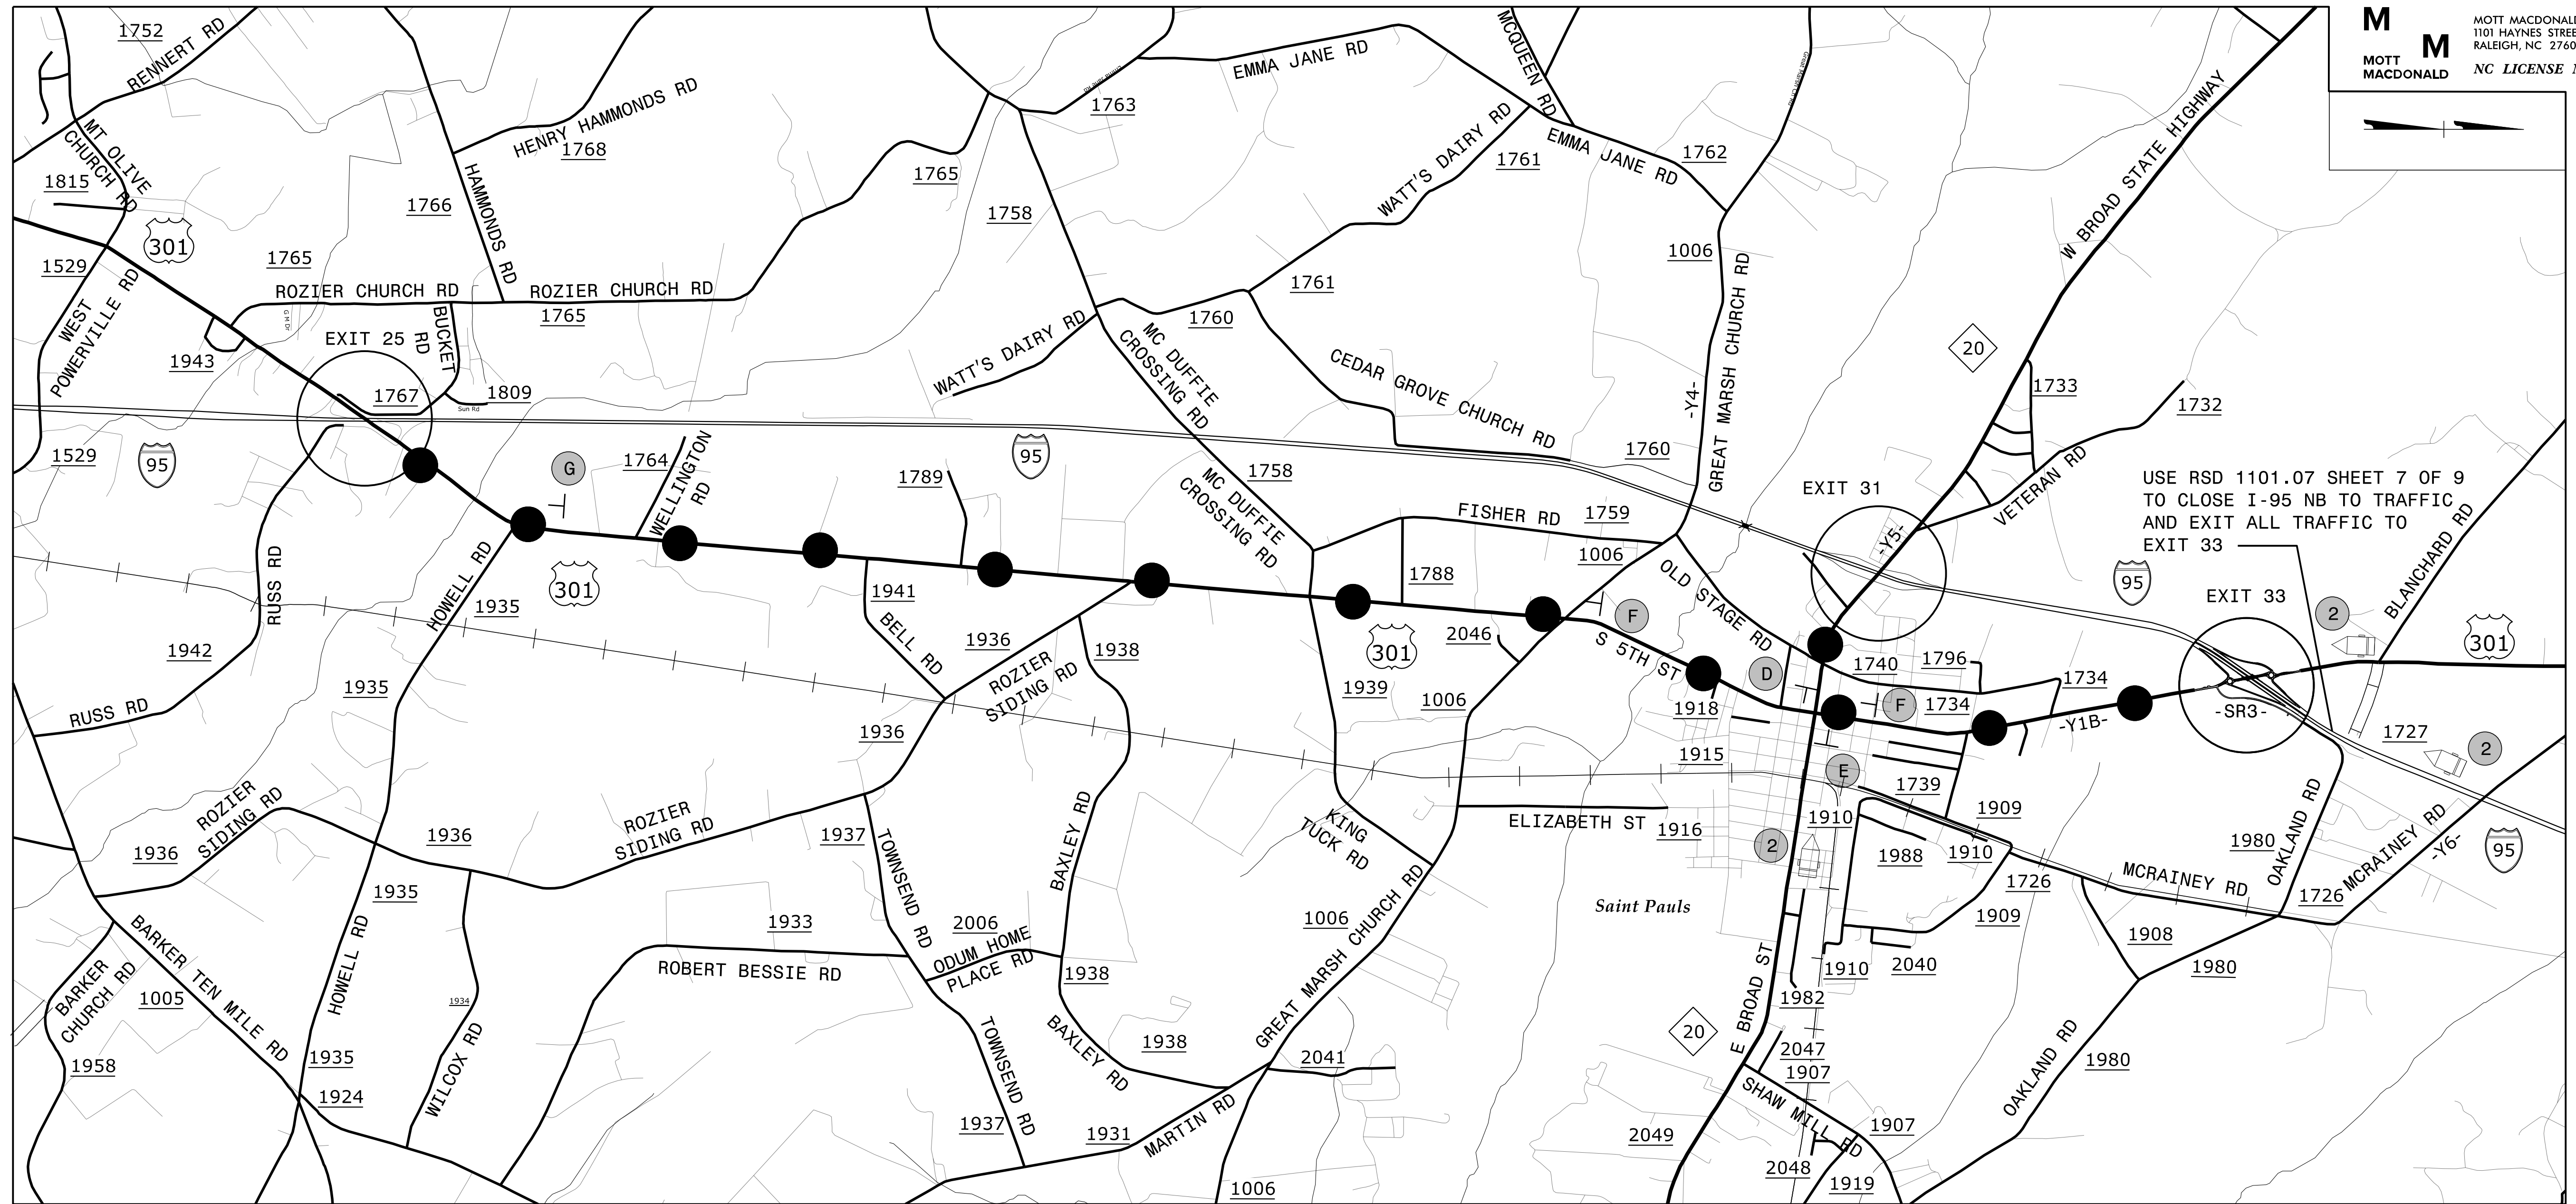 M
M
MOTT
MACDONALD
MOTT MACDONAL
1101 HAYNES STREE
RALEIGH, NC 2760
NC LICENSE
1752
RENNERT RD
MT OLIVE
CHURCH RD
1815
301
1529
WEST
POWERVILLE RD
1765
ROZIER CHURCH RD
1943
EXIT 25
1767
BUCKET
RD
1809
Sun Rd
G M Dr
1766
HAMMONDS RD
HENRY HAMMONDS RD
1768
ROZIER CHURCH RD
1765
1765
1758
1763
EMMA JANE RD
MCQUEEN RD
WATT'S DAIRY RD
1761
EMMA JANE RD
1762
1006
GREAT MARSH CHURCH RD
-Y4-
1761
1760
WATT'S DAIRY RD
MC DUFFIE
CROSSING RD
CEDAR GROVE CHURCH RD
1760
W BROAD STATE HIGHWAY
20
1733
1732
VETERAN RD
EXIT 31
-Y5-
USE RSD 1101.07 SHEET 7 OF 9
TO CLOSE I-95 NB TO TRAFFIC
AND EXIT ALL TRAFFIC TO
EXIT 33
BLANCHARD RD
1529
95
G
1764
WELLINGTON
RD
1789
95
1758
MC DUFFIE
CROSSING RD
FISHER RD
1759
1006
1788
OLD STAGE RD
95
EXIT 33
2
301
RUSS RD
HOWELL RD
1935
301
1941
BELL RD
1936
ROZIER
SIDING RD
1938
301
2046
F
S 5TH ST
D
1740
1796
1734
F
1734
-Y1B-
-SR3-
1727
2
1942
RUSS RD
1935
1936
1939
1006
1918
1915
E
1739
1909
1910
ELIZABETH ST
1916
2
1988
1910
1726
MCRAINEY RD
1980
OAKLAND RD
1726
MCRAINEY RD
-Y6-
95
ROZIER
SIDING RD
1936
1936
ROZIER
SIDING RD
1937
TOWNSEND RD
BAXLEY RD
KING
TUCK RD
1935
HOWELL RD
1933
ROBERT BESSIE RD
2006
ODUM HOME
PLACE RD
1938
1006
GREAT MARSH CHURCH RD
Saint Pauls
E BROAD ST
1910
2040
1909
1908
1980
BARKER TEN MILE RD
BARKER
CHURCH RD
1005
1934
WILCOX RD
1958
1935
1924
TOWNSEND RD
BAXLEY RD
1938
2041
20
1982
2047
1907
SHAW MILL RD
1907
OAKLAND RD
1980
1937
1931
MARTIN RD
1006
2049
2048
1919